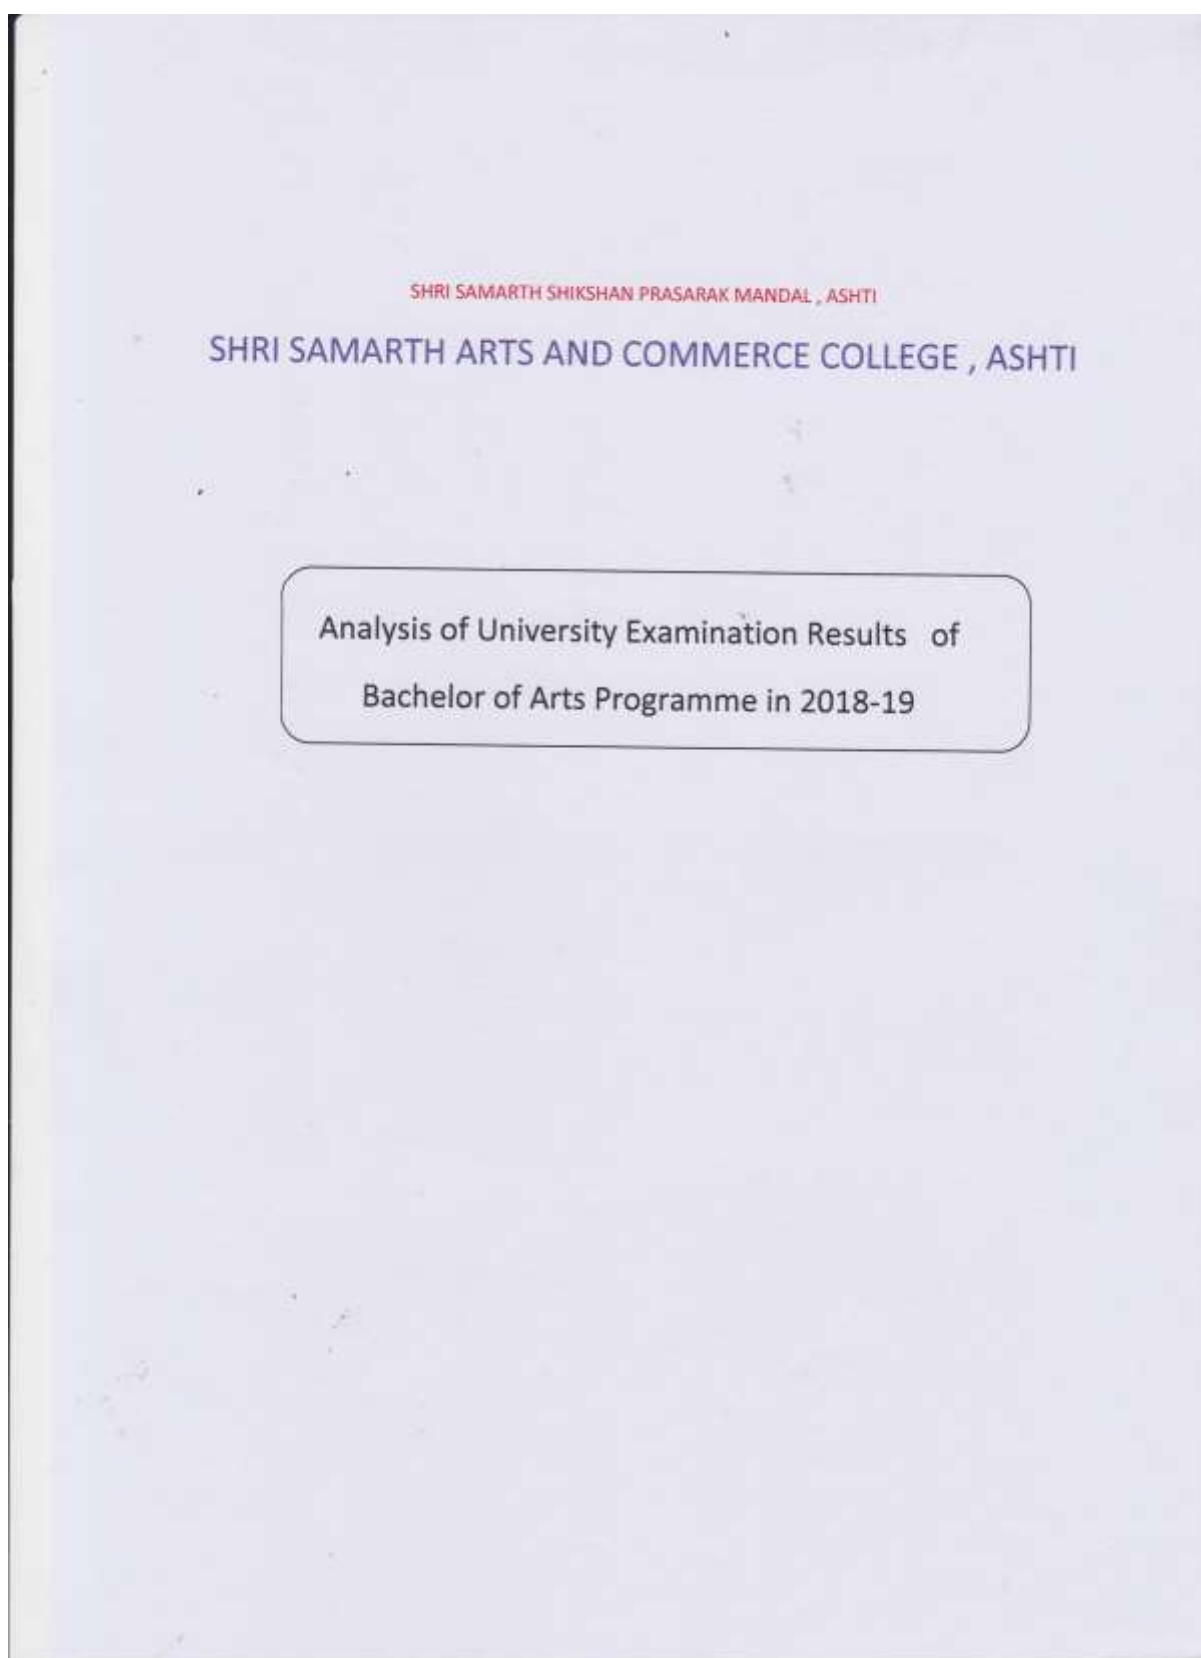 SHRI SAMARTH SHIKSHAN PRASARAK MANDAL , ASHTI
SHRI SAMARTH ARTS AND COMMERCE COLLEGE , ASHTI
Analysis of University Examination Results of
Bachelor of Arts Programme in 2018-19